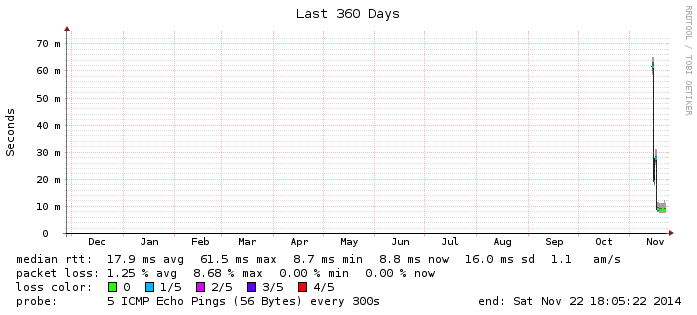 Last 360 Days
RRDTOOL / TOBI OETIKER
Seconds
70 m
60 m
50 m
40 m
30 m
20 m
10 m
0
Dec Jan Feb Mar Apr May Jun Jul Aug Sep Oct Nov
median rtt: 17.9 ms avg 61.5 ms max 8.7 ms min 8.8 ms now 16.0 ms sd 1.1 am/s
packet loss: 1.25 % avg 8.68 % max 0.00 % min 0.00 % now
loss color: 0 1/5 2/5 3/5 4/5
probe: 5 ICMP Echo Pings (56 Bytes) every 300s end: Sat Nov 22 18:05:22 2014